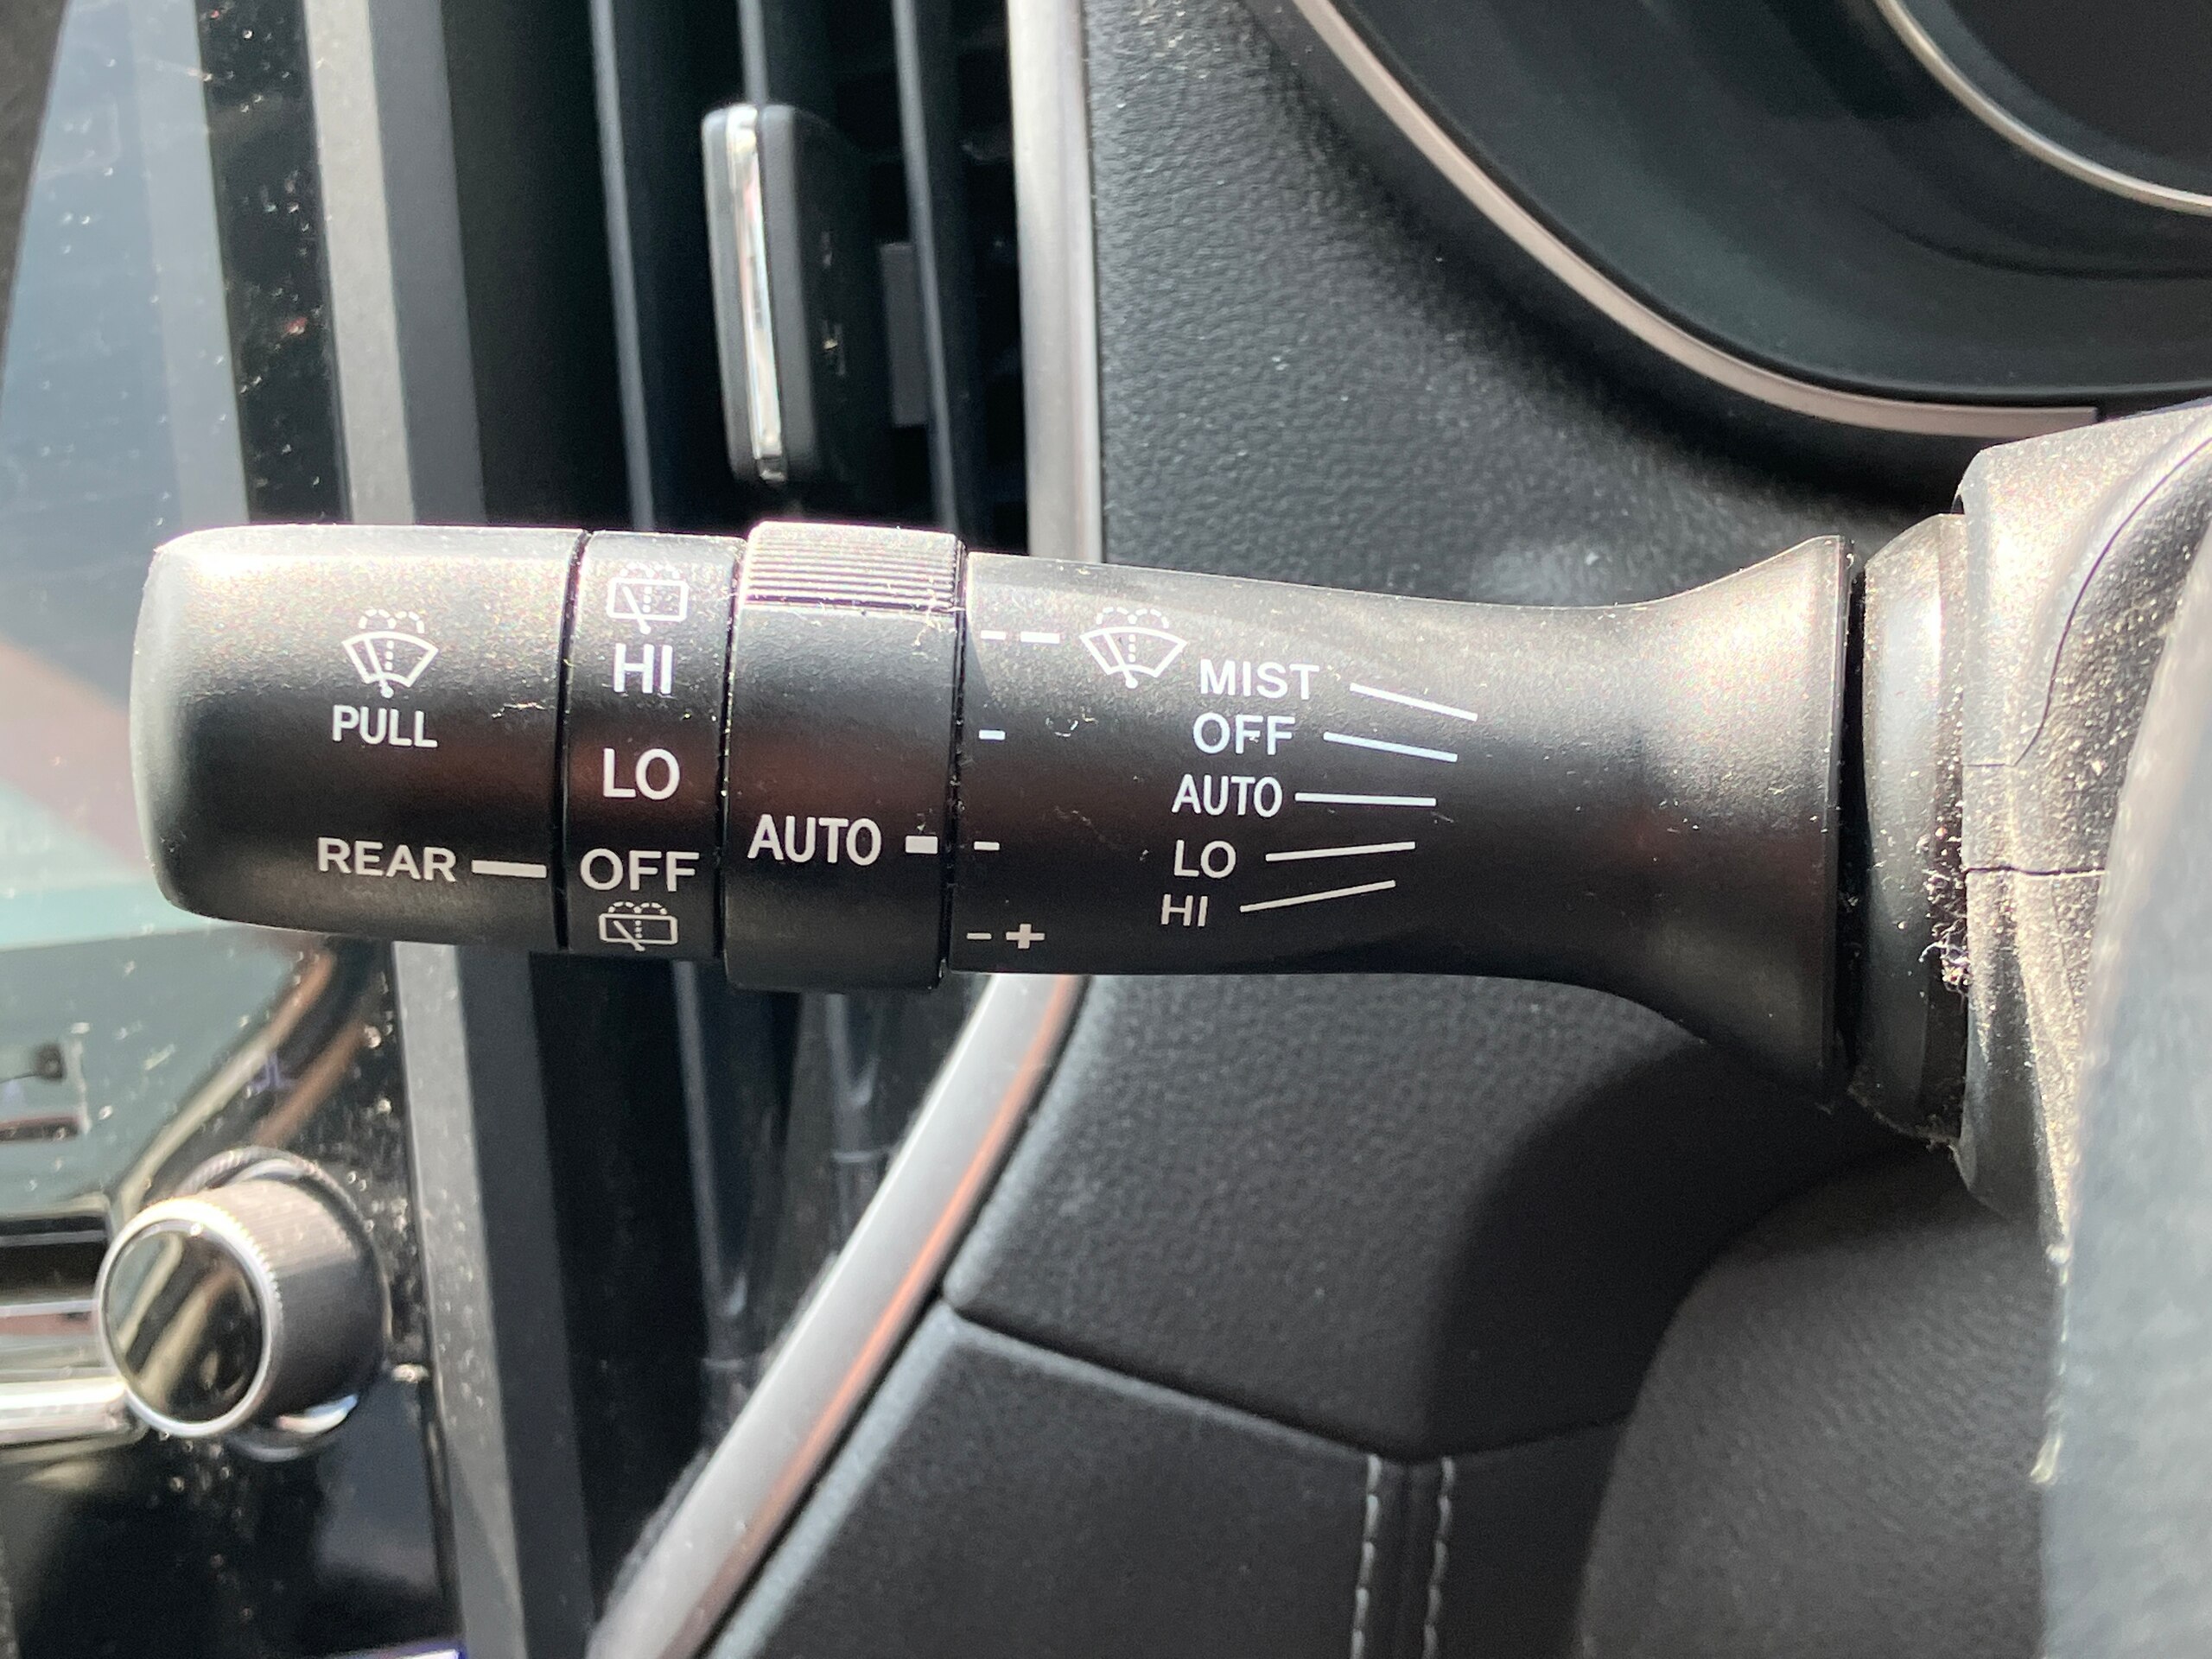 PULL
REAR
HI
LO
OFF
AUTO
MIST
OFF
AUTO
LO
HI
- +